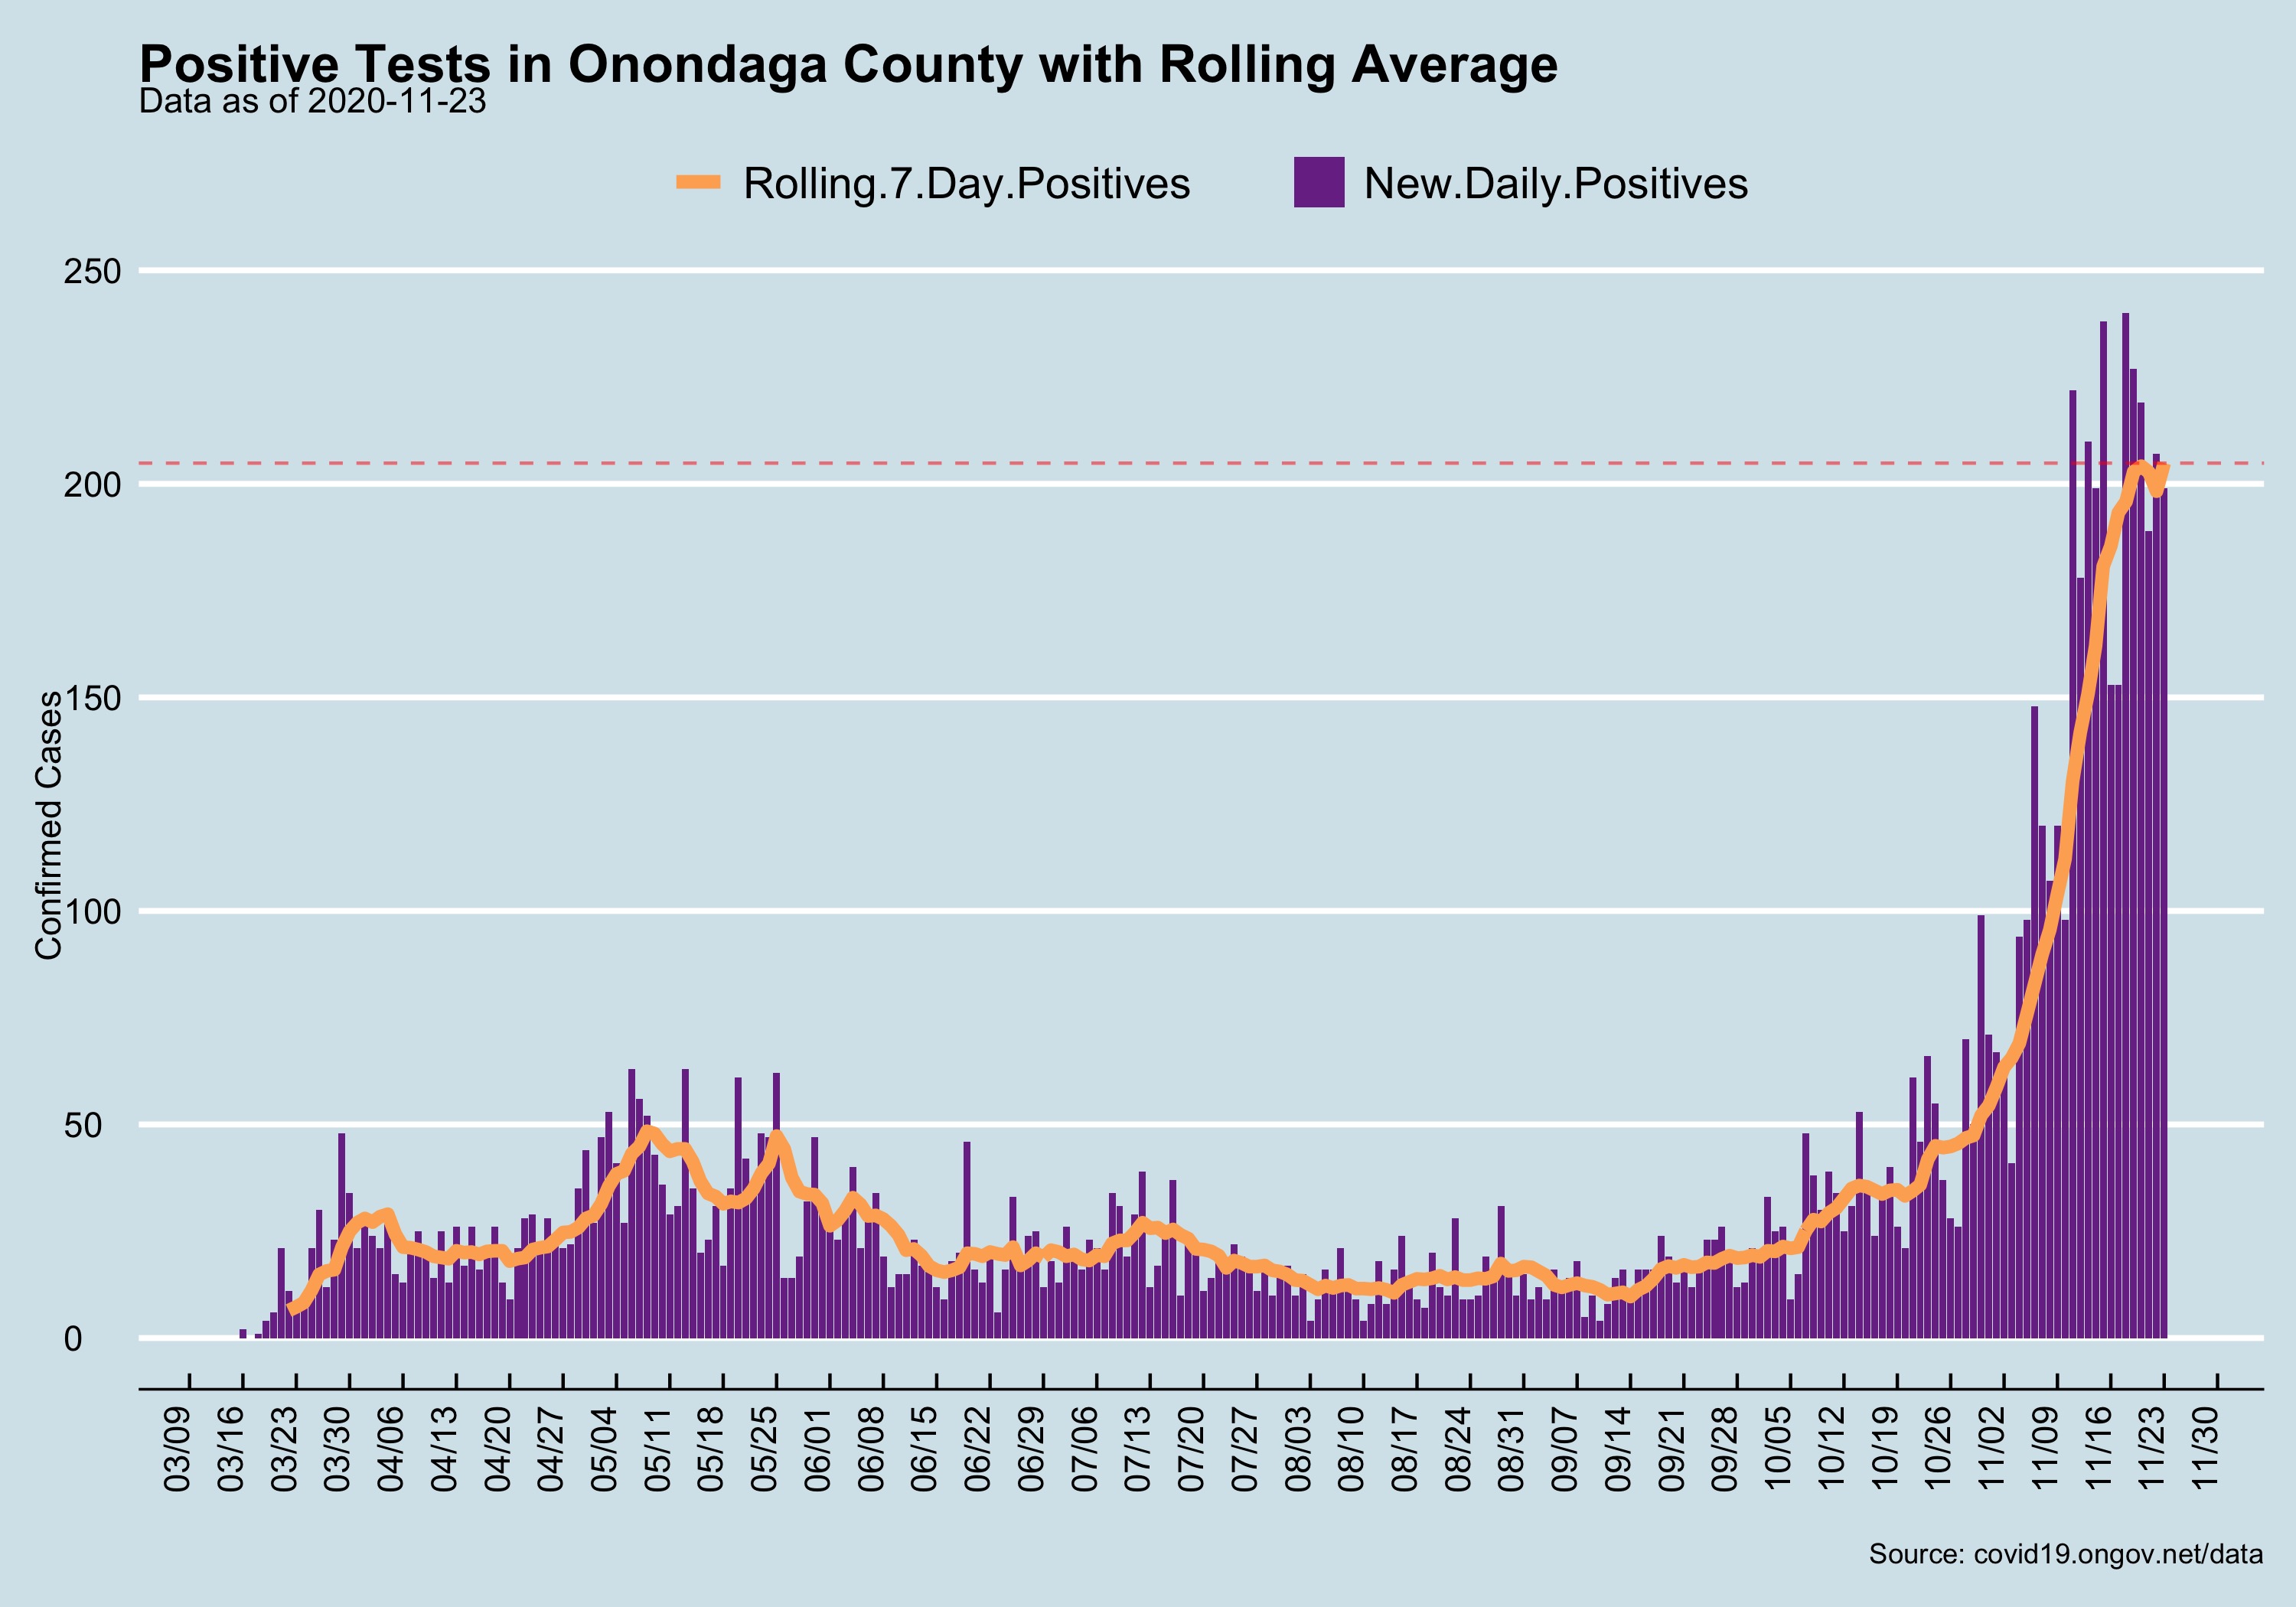 Positive Tests in Onondaga County with Rolling Average
Data as of 2020-11-23
Rolling.7.Day.Positives New.Daily.Positives
250
200
150
100
50
0
Confirmed Cases
03/09 03/16 03/23 03/30 04/06 04/13 04/20 04/27 05/04 05/11 05/18 05/25 06/01 06/08 06/15 06/22 06/29 07/06 07/13 07/20 07/27 08/03 08/10 08/17 08/24 08/31 09/07 09/14 09/21 09/28 10/05 10/12 10/19 10/26 11/02 11/09 11/16 11/23 11/30
Source: covid19.ongov.net/data